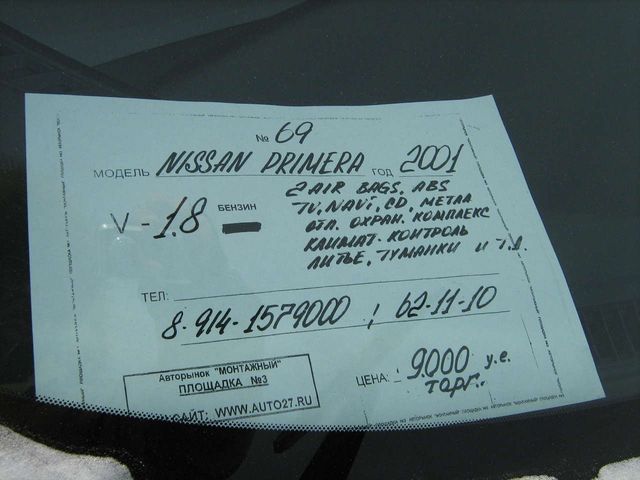 № 69
МОДЕЛЬ NISSAN PRIMERA ГОД 2001
V - 1.8 БЕНЗИН
2 AIR BAGS, ABS
TV, NAVI, CD, МЕТАЛ
ОТЛ. ОХРАН. КОМПЛЕКС
КЛИМАТ. КОНТРОЛЬ
ЛИТЬЕ, ТУМАНКИ И Т.Д.
ТЕЛ:
8-914-1579000 ; 62-11-10
ЦЕНА: 9000 у.е.
ТОРГ.
Авторынок "МОНТАЖНЫЙ"
ПЛОЩАДКА №3
САЙТ: WWW.AUTO27.RU